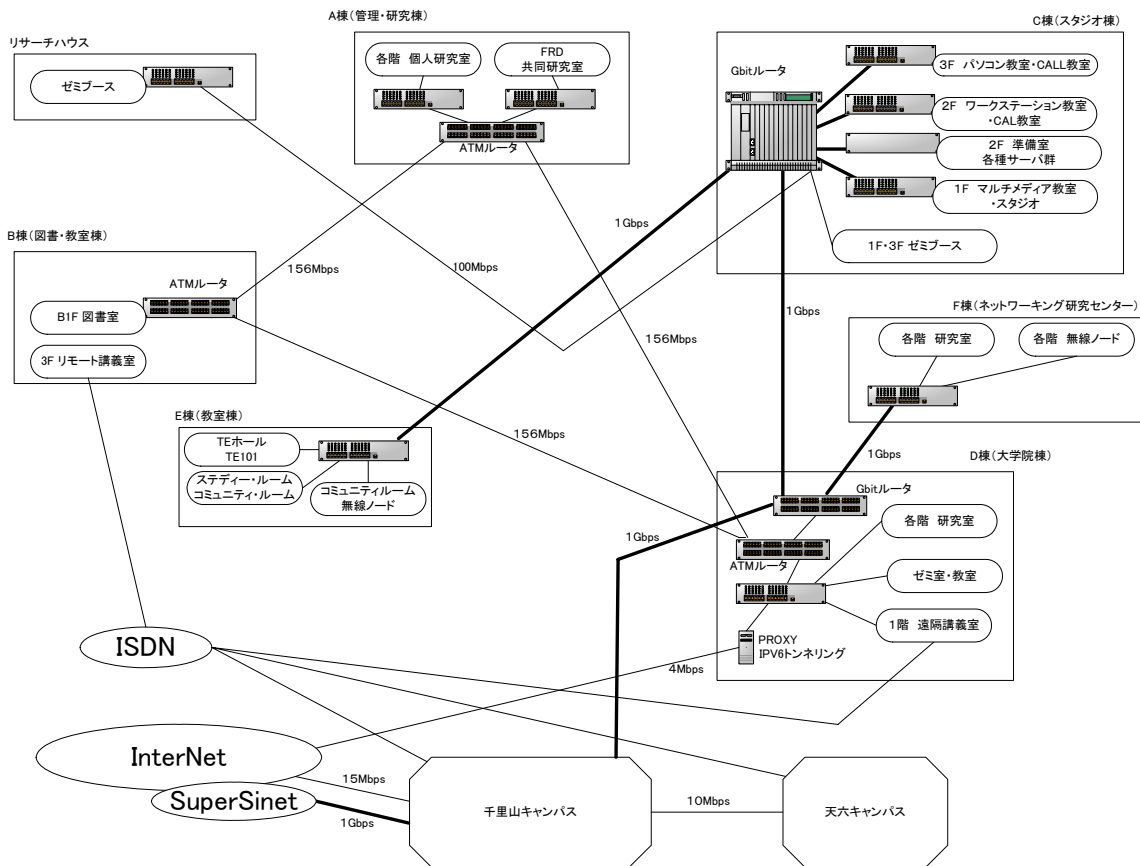 A棟(管理・研究棟)
各階 個人研究室
FRD
共同研究室
ATMルータ
リサーチハウス
ゼミブース
C棟(スタジオ棟)
Gbitルータ
3F パソコン教室・CALL教室
2F ワークステーション教室
・CAL教室
2F 準備室
各種サーバ群
1F マルチメディア教室
・スタジオ
1F・3F ゼミブース
B棟(図書・教室棟)
ATMルータ
B1F 図書室
3F リモート講義室
156Mbps
100Mbps
1Gbps
1Gbps
156Mbps
F棟(ネットワーキング研究センター)
各階 研究室
各階 無線ノード
E棟(教室棟)
TEホール
TE101
ステディー・ルーム
コミュニティ・ルーム
コミュニティルーム
無線ノード
156Mbps
1Gbps
D棟(大学院棟)
Gbitルータ
各階 研究室
1Gbps
ATMルータ
ゼミ室・教室
1階 遠隔講義室
PROXY
IPV6トンネリング
4Mbps
ISDN
InterNet
SuperSinet
15Mbps
1Gbps
千里山キャンパス
10Mbps
天六キャンパス